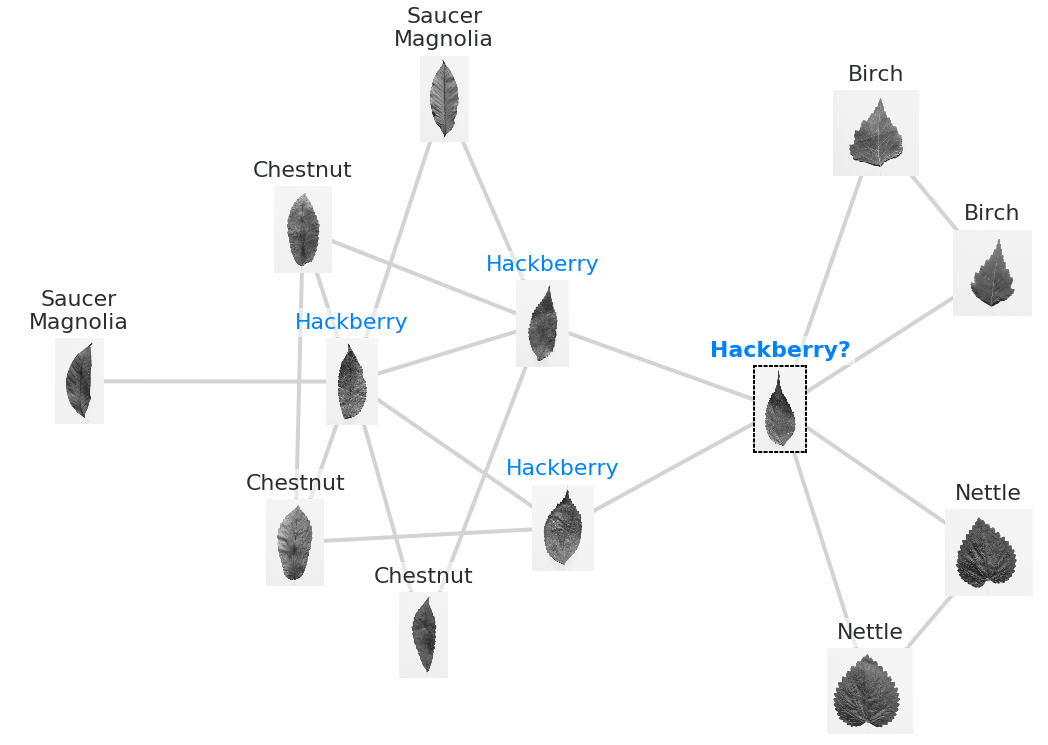 Saucer
Magnolia
Birch
Chestnut
Birch
Hackberry
Saucer
Magnolia
Hackberry
Hackberry?
Hackberry
Chestnut
Nettle
Chestnut
Nettle